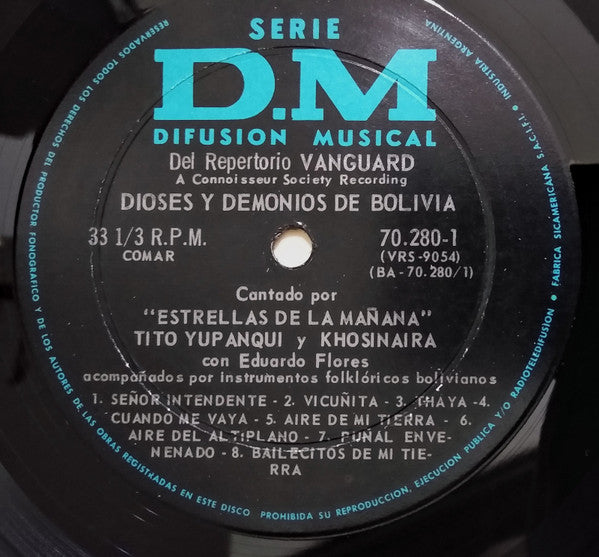 SERIE
D.M
DIFUSION MUSICAL
Del Repertorio VANGUARD
A Connoisseur Society Recording
DIOSES Y DEMONIOS DE BOLIVIA
33 1/3 R.P.M.
COMAR
70.280-1
(VRS-9054)
(BA-70.280/1)
Cantado por
"ESTRELLAS DE LA MAÑANA"
TITO YUPANQUI y KHOSINAIRA
con Eduardo Flores
acompañados por instrumentos folklóricos bolivianos
1. SEÑOR INTENDENTE - 2. VICUÑITA - 3. THAYA -4.
CUANDO ME VAYA - 5. AIRE DE MI TIERRA - 6.
AIRE DEL ALTIPLANO - 7. PUÑAL ENVE-
NENADO - 8. BAILECITOS DE MI TIE-
RRA
RESERVADOS TODOS LOS DERECHOS DEL PRODUCTOR FONOGRAFICO Y DE LOS AUTORES DE LAS OBRAS REGISTRADAS EN ESTE DISCO PROHIBIDA SU REPRODUCCION, EJECUCION PUBLICA Y/O RADIOTELEDIFUSION • FABRICA SICAMERICANA S.A.C.I.F.I. • INDUSTRIA ARGENTINA